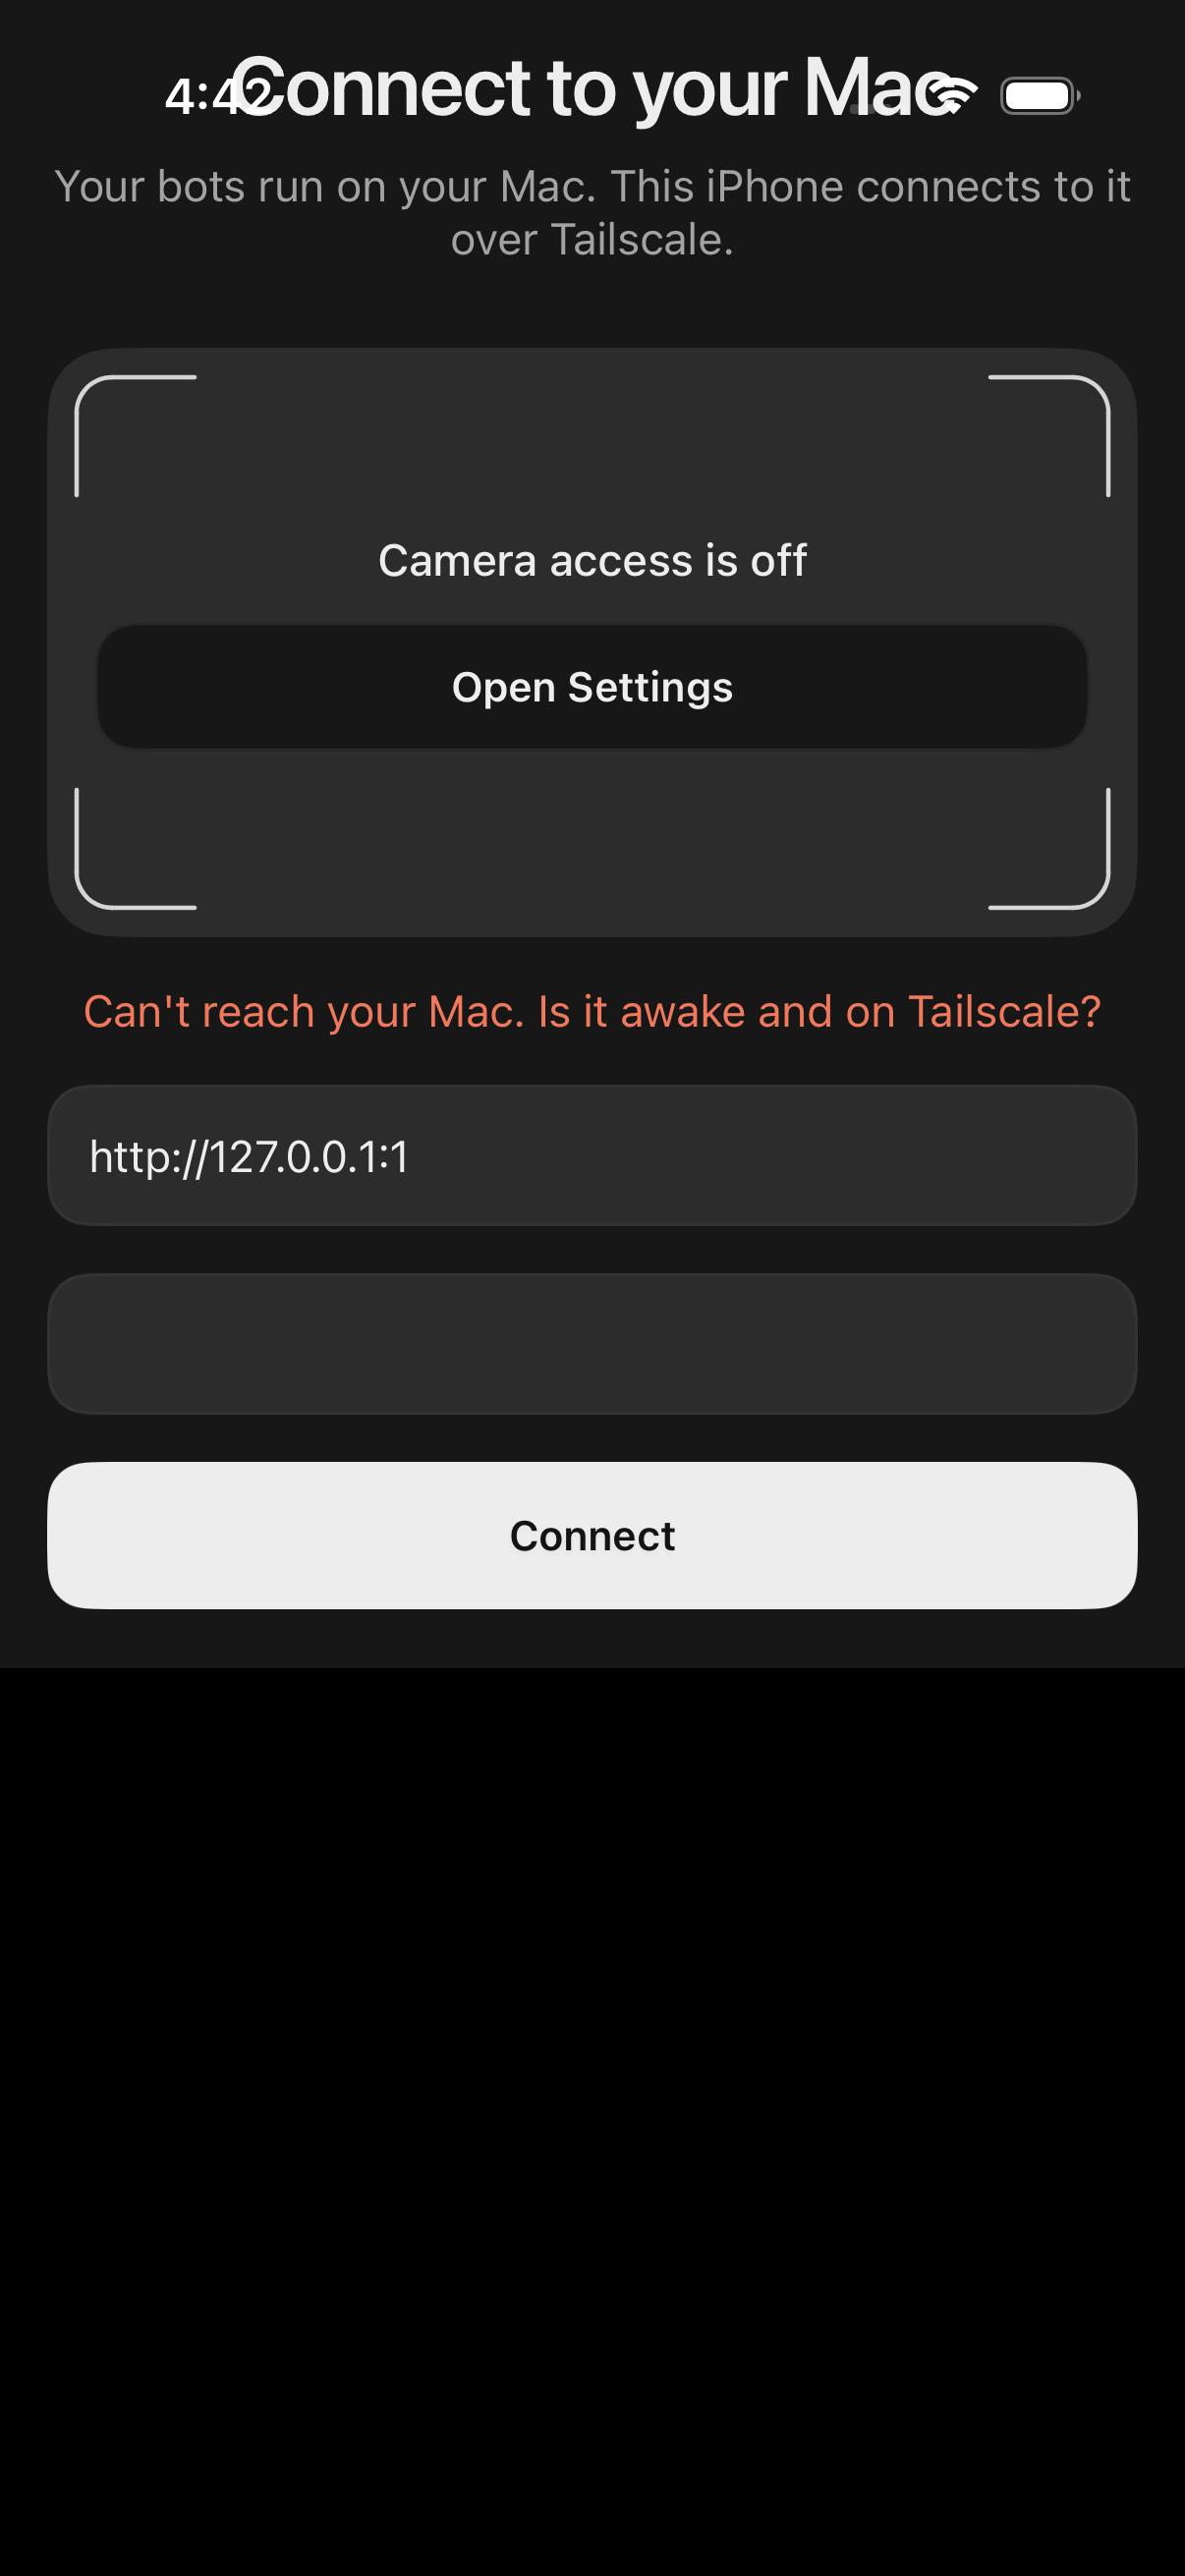 4:42
Connect to your Mac
Your bots run on your Mac. This iPhone connects to it
over Tailscale.
Camera access is off
Open Settings
Can't reach your Mac. Is it awake and on Tailscale?
http://127.0.0.1:1
Connect